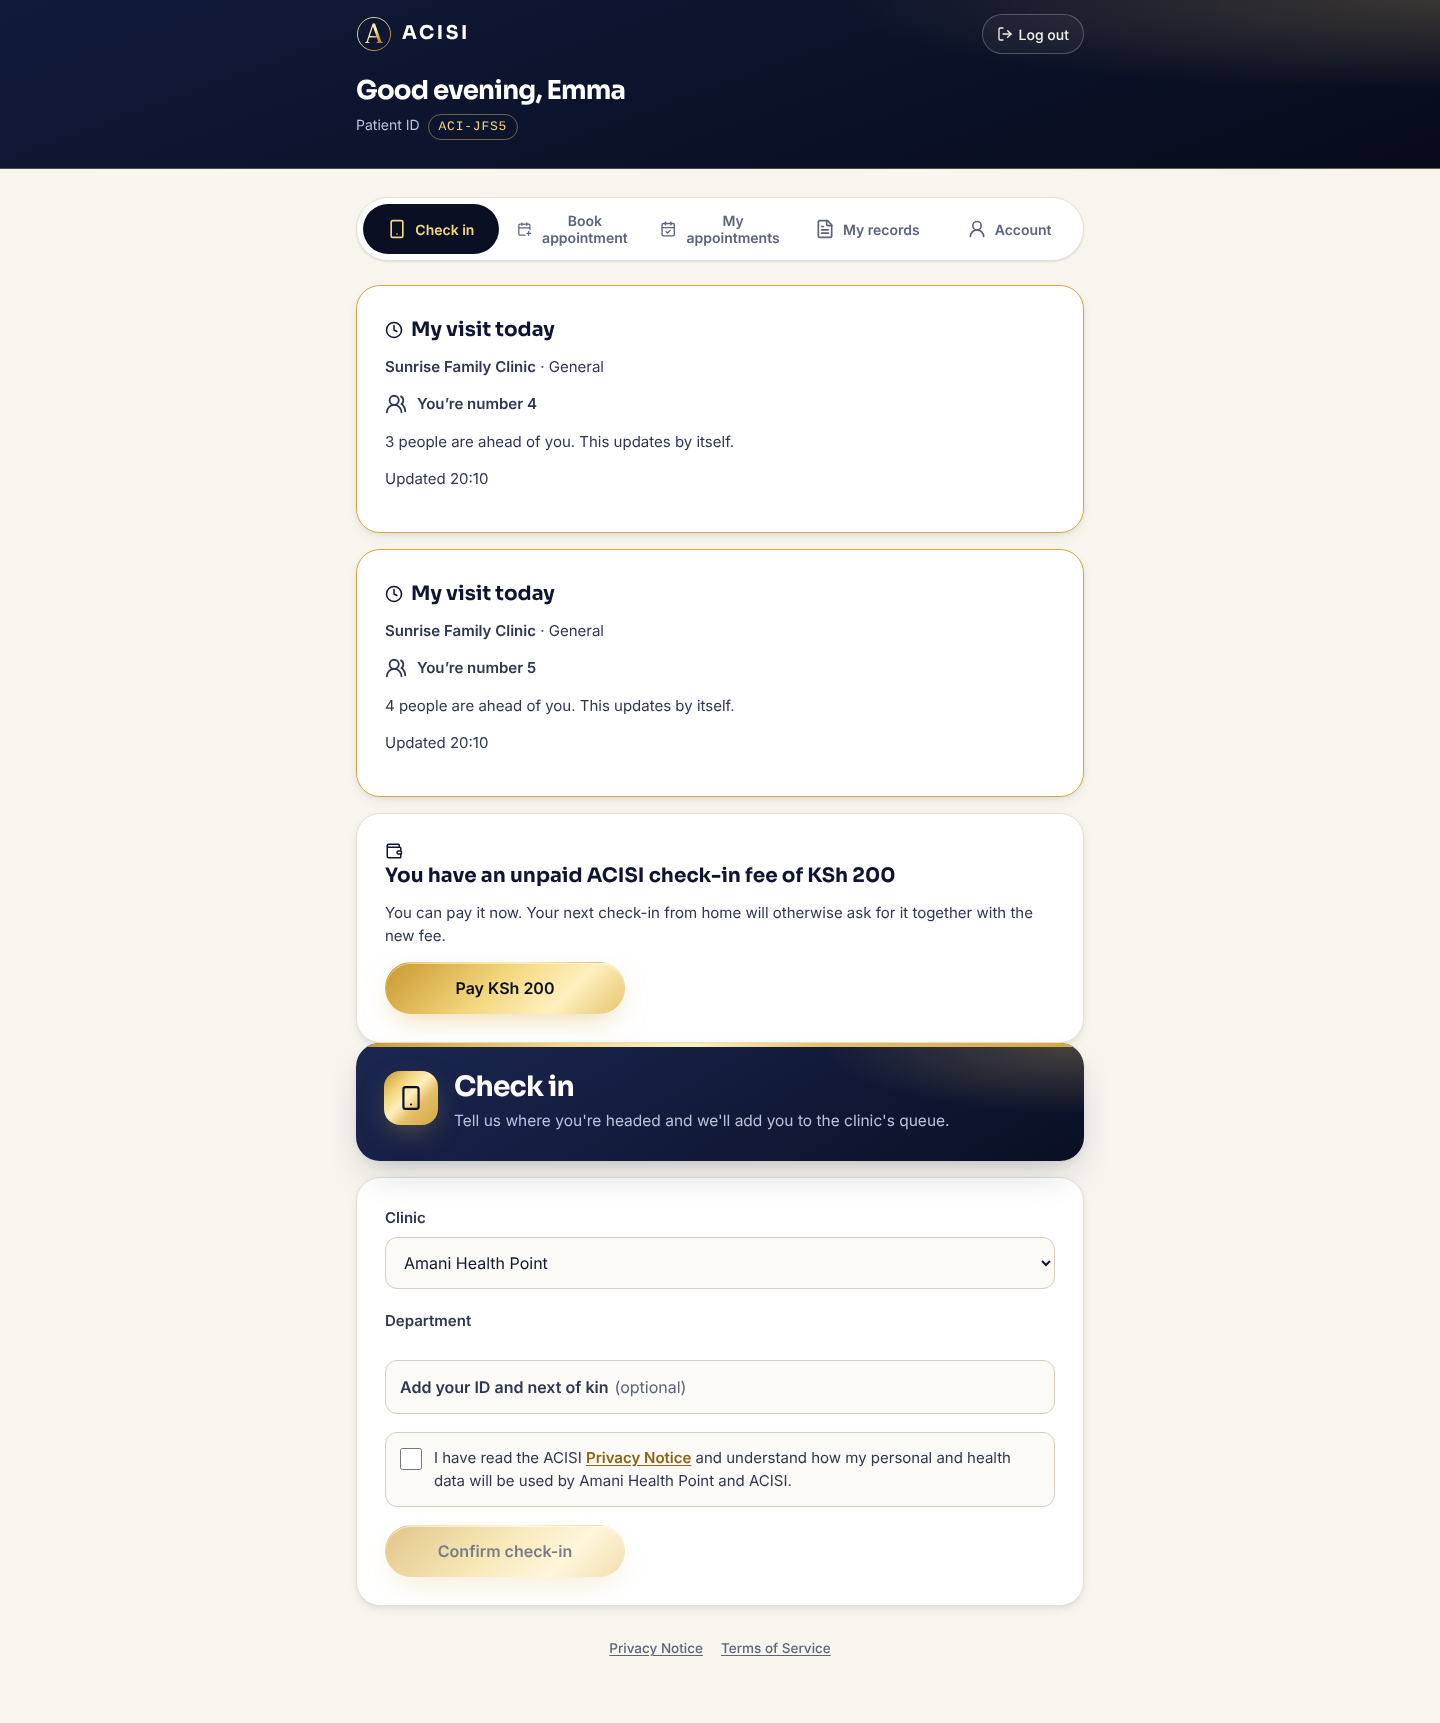 A ACISI
Log out
Good evening, Emma
Patient ID ACI-JFS5
Check in
Book
appointment
My
appointments
My records
Account
My visit today
Sunrise Family Clinic · General
You’re number 4
3 people are ahead of you. This updates by itself.
Updated 20:10
My visit today
Sunrise Family Clinic · General
You’re number 5
4 people are ahead of you. This updates by itself.
Updated 20:10
You have an unpaid ACISI check-in fee of KSh 200
You can pay it now. Your next check-in from home will otherwise ask for it together with the
new fee.
Pay KSh 200
Check in
Tell us where you're headed and we'll add you to the clinic's queue.
Clinic
Amani Health Point
Department
Add your ID and next of kin (optional)
I have read the ACISI Privacy Notice and understand how my personal and health
data will be used by Amani Health Point and ACISI.
Confirm check-in
Privacy Notice Terms of Service